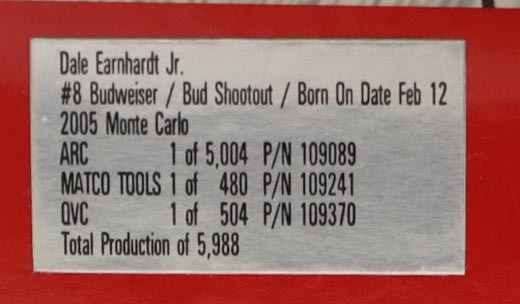 Dale Earnhardt Jr.
#8 Budweiser / Bud Shootout / Born On Date Feb 12
2005 Monte Carlo
ARC 1 of 5,004 P/N 109089
MATCO TOOLS 1 of 480 P/N 109241
QVC 1 of 504 P/N 109370
Total Production of 5,988